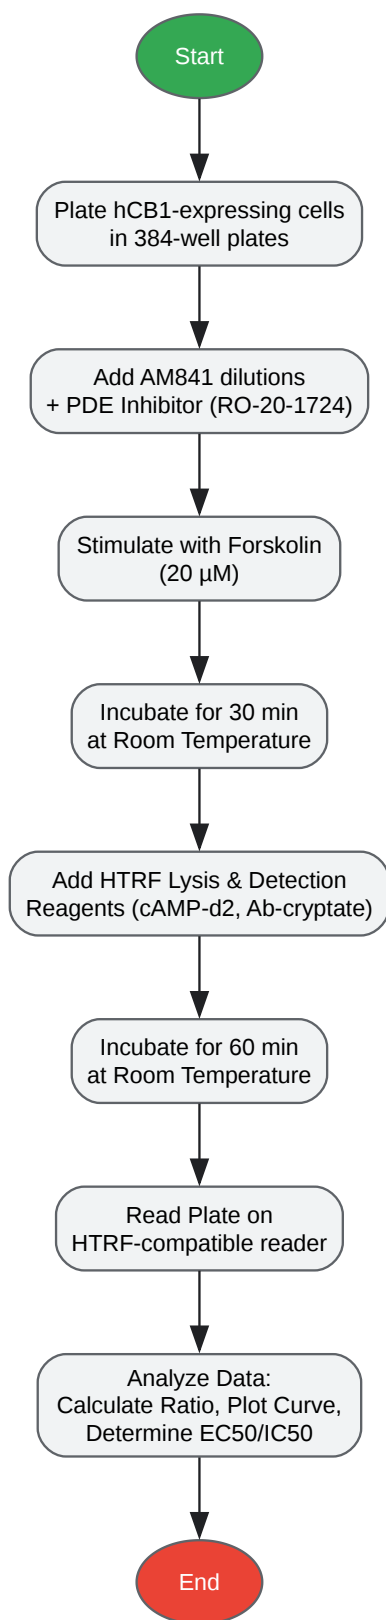 Start
Plate hCB1-expressing cells
in 384-well plates
Add AM841 dilutions
+ PDE Inhibitor (RO-20-1724)
Stimulate with Forskolin
(20 µM)
Incubate for 30 min
at Room Temperature
Add HTRF Lysis & Detection
Reagents (cAMP-d2, Ab-cryptate)
Incubate for 60 min
at Room Temperature
Read Plate on
HTRF-compatible reader
Analyze Data:
Calculate Ratio, Plot Curve,
Determine EC50/IC50
End